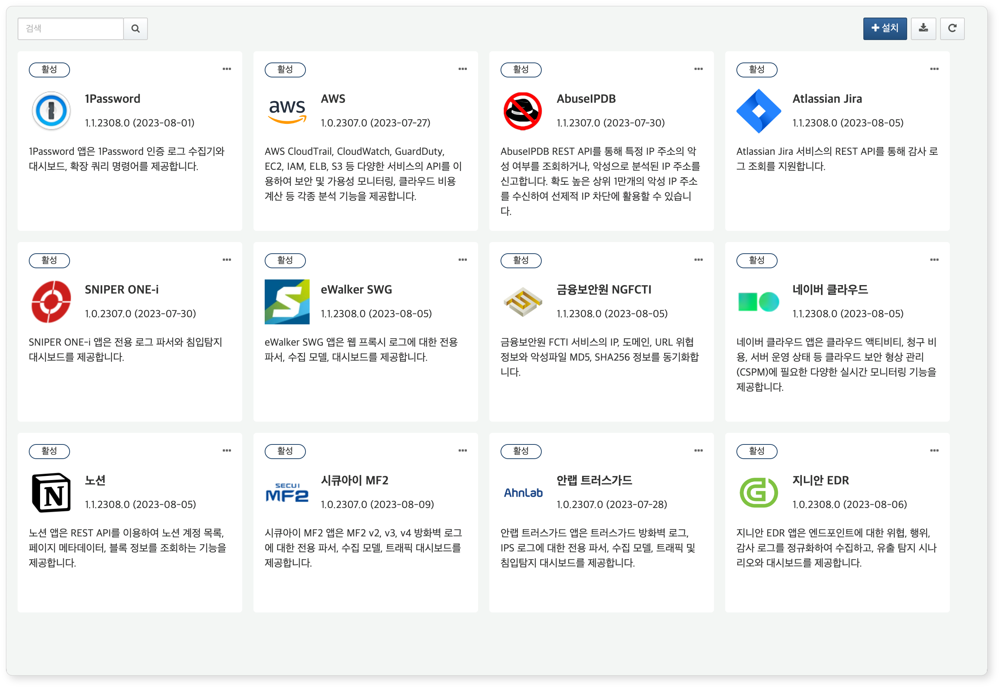 검색
설치
활성
1Password
1.1.2308.0 (2023-08-01)
1Password 앱은 1Password 인증 로그 수집기와
대시보드, 확장 쿼리 명령어를 제공합니다.
활성
aws
AWS
1.0.2307.0 (2023-07-27)
AWS CloudTrail, CloudWatch, GuardDuty,
EC2, IAM, ELB, S3 등 다양한 서비스의 API를 이
용하여 보안 및 가용성 모니터링, 클라우드 비용
계산 등 각종 분석 기능을 제공합니다.
활성
AbuseIPDB
1.1.2307.0 (2023-07-30)
AbuseIPDB REST API를 통해 특정 IP 주소의 악
성 여부를 조회하거나, 악성으로 분석된 IP 주소를
신고합니다. 확도 높은 상위 1만개의 악성 IP 주소
를 수신하여 선제적 IP 차단에 활용할 수 있습니
다.
활성
Atlassian Jira
1.1.2308.0 (2023-08-05)
Atlassian Jira 서비스의 REST API를 통해 감사 로
그 조회를 지원합니다.
활성
SNIPER ONE-i
1.0.2307.0 (2023-07-30)
SNIPER ONE-i 앱은 전용 로그 파서와 침입탐지
대시보드를 제공합니다.
활성
eWalker SWG
1.1.2308.0 (2023-08-05)
eWalker SWG 앱은 웹 프록시 로그에 대한 전용
파서, 수집 모델, 대시보드를 제공합니다.
활성
금융보안원 NGFCTI
1.1.2308.0 (2023-08-05)
금융보안원 FCTI 서비스의 IP, 도메인, URL 위협
정보와 악성파일 MD5, SHA256 정보를 동기화합
니다.
활성
네이버 클라우드
1.1.2308.0 (2023-08-05)
네이버 클라우드 앱은 클라우드 액티비티, 청구 비
용, 서버 운영 상태 등 클라우드 보안 형상 관리
(CSPM)에 필요한 다양한 실시간 모니터링 기능을
제공합니다.
활성
N
노션
1.1.2308.0 (2023-08-05)
노션 앱은 REST API를 이용하여 노션 계정 목록,
페이지 메타데이터, 블록 정보를 조회하는 기능을
제공합니다.
활성
SECUI
MF2
시큐아이 MF2
1.0.2307.0 (2023-08-09)
시큐아이 MF2 앱은 MF2 v2, v3, v4 방화벽 로그
에 대한 전용 파서, 수집 모델, 트래픽 대시보드를
제공합니다.
활성
AhnLab
안랩 트러스가드
1.0.2307.0 (2023-07-28)
안랩 트러스가드 앱은 트러스가드 방화벽 로그,
IPS 로그에 대한 전용 파서, 수집 모델, 트래픽 및
침입탐지 대시보드를 제공합니다.
활성
지니안 EDR
1.0.2308.0 (2023-08-06)
지니안 EDR 앱은 엔드포인트에 대한 위협, 행위,
감사 로그를 정규화하여 수집하고, 유출 탐지 시나
리오와 대시보드를 제공합니다.